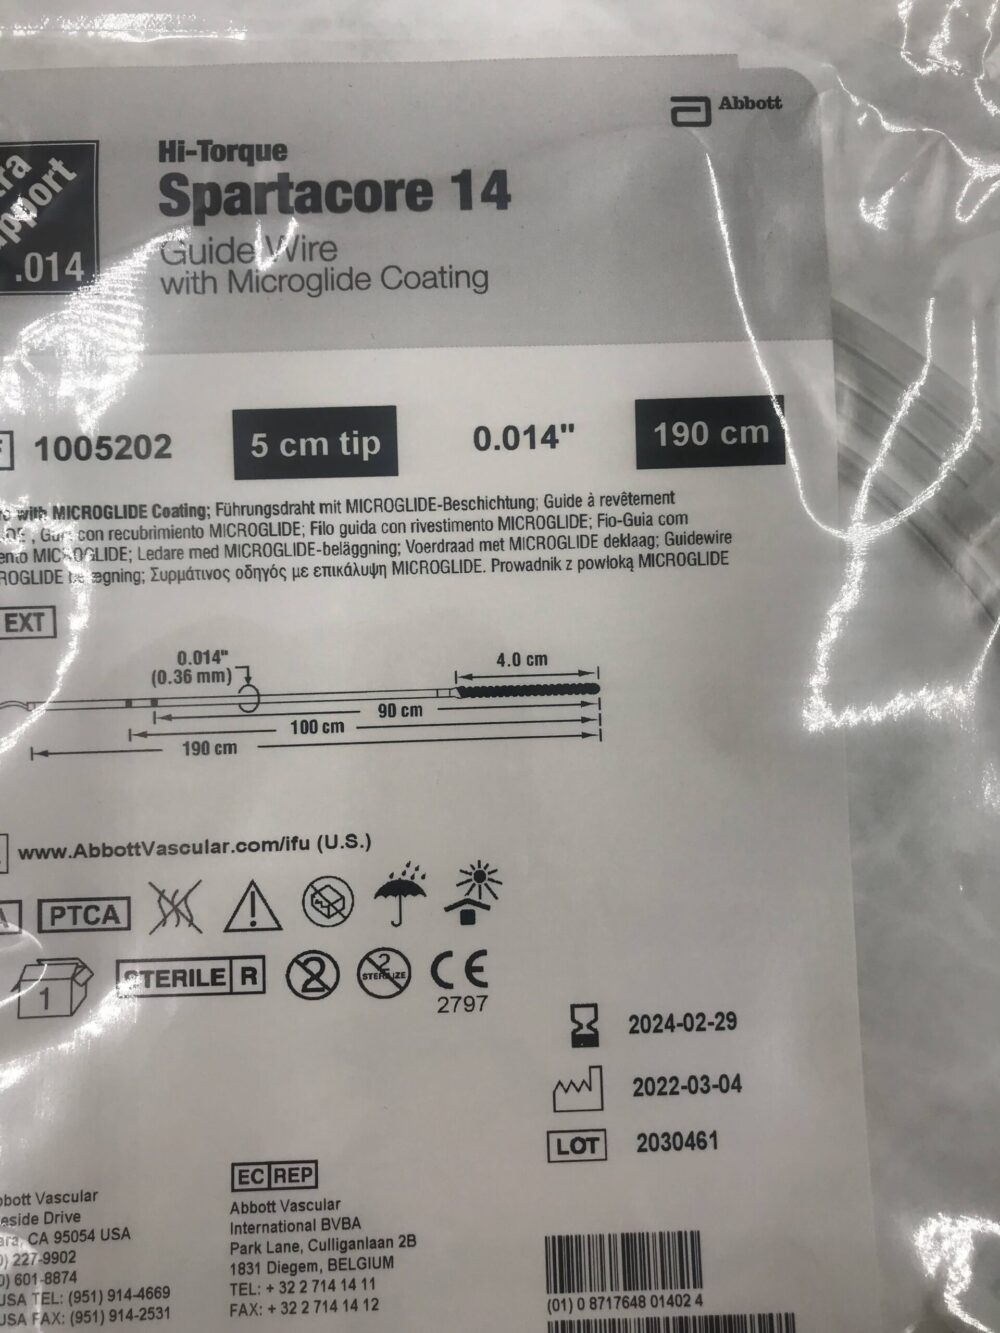 Abbott
Hi-Torque
Spartacore 14
Guide Wire
with Microglide Coating
.014
1005202
5 cm tip
0.014"
190 cm
with MICROGLIDE Coating; Führungsdraht mit MICROGLIDE-Beschichtung; Guide à revêtement
con recubrimiento MICROGLIDE; Filo guida con rivestimento MICROGLIDE; Fio-Guia com
MICROGLIDE; Ledare med MICROGLIDE-beläggning; Voerdraad met MICROGLIDE deklaag; Guidewire
Συρμάτινος οδηγός με επικάλυψη MICROGLIDE. Prowadnik z powłoką MICROGLIDE
EXT
0.014"
(0.36 mm)
4.0 cm
90 cm
100 cm
190 cm
www.AbbottVascular.com/ifu (U.S.)
PTCA
1
STERILE R
2
2
STERILIZE
CE
2797
2024-02-29
2022-03-04
LOT 2030461
Vascular
Drive
CA 95054 USA
227-9902
601-8874
USA TEL: (951) 914-4669
USA FAX: (951) 914-2531
EC REP
Abbott Vascular
International BVBA
Park Lane, Culliganlaan 2B
1831 Diegem, BELGIUM
TEL: + 32 2 714 14 11
FAX: + 32 2 714 14 12
(01) 0 8717648 01402 4